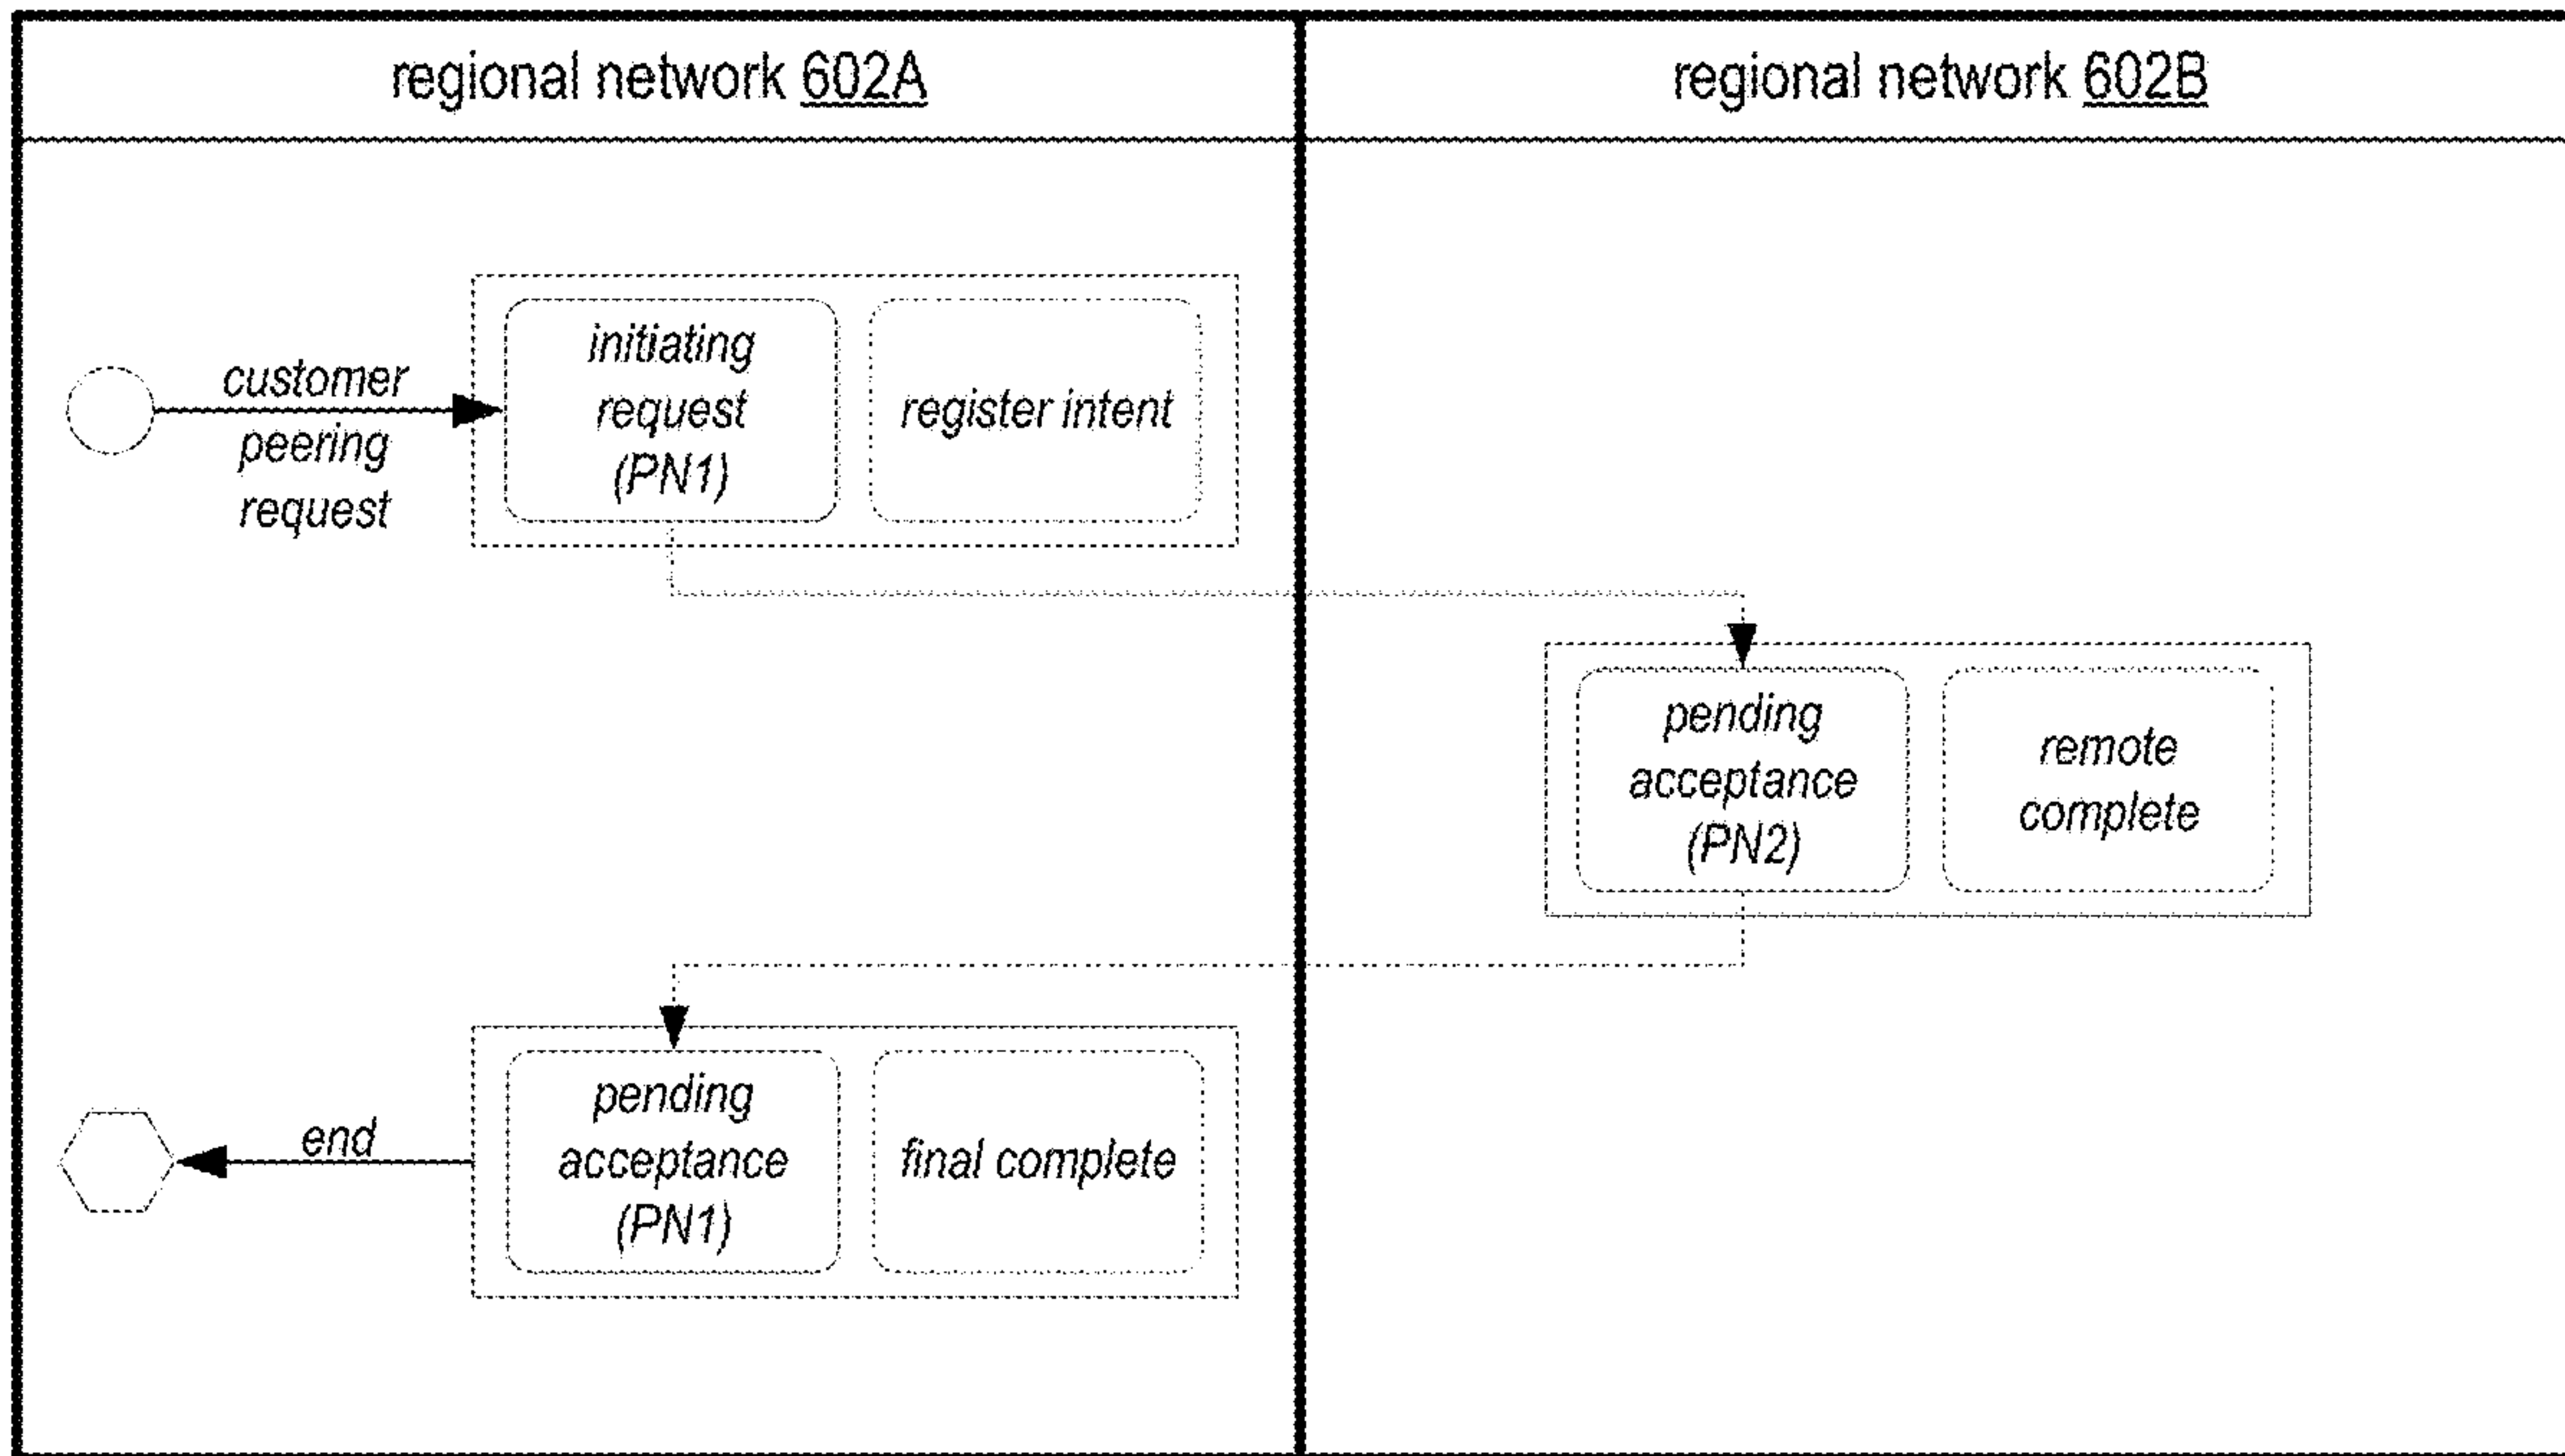 regional network 602A
regional network 602B
customer
peering
request
initiating
request
(PN1)
register intent
pending
acceptance
(PN2)
remote
complete
pending
acceptance
(PN1)
final complete
end